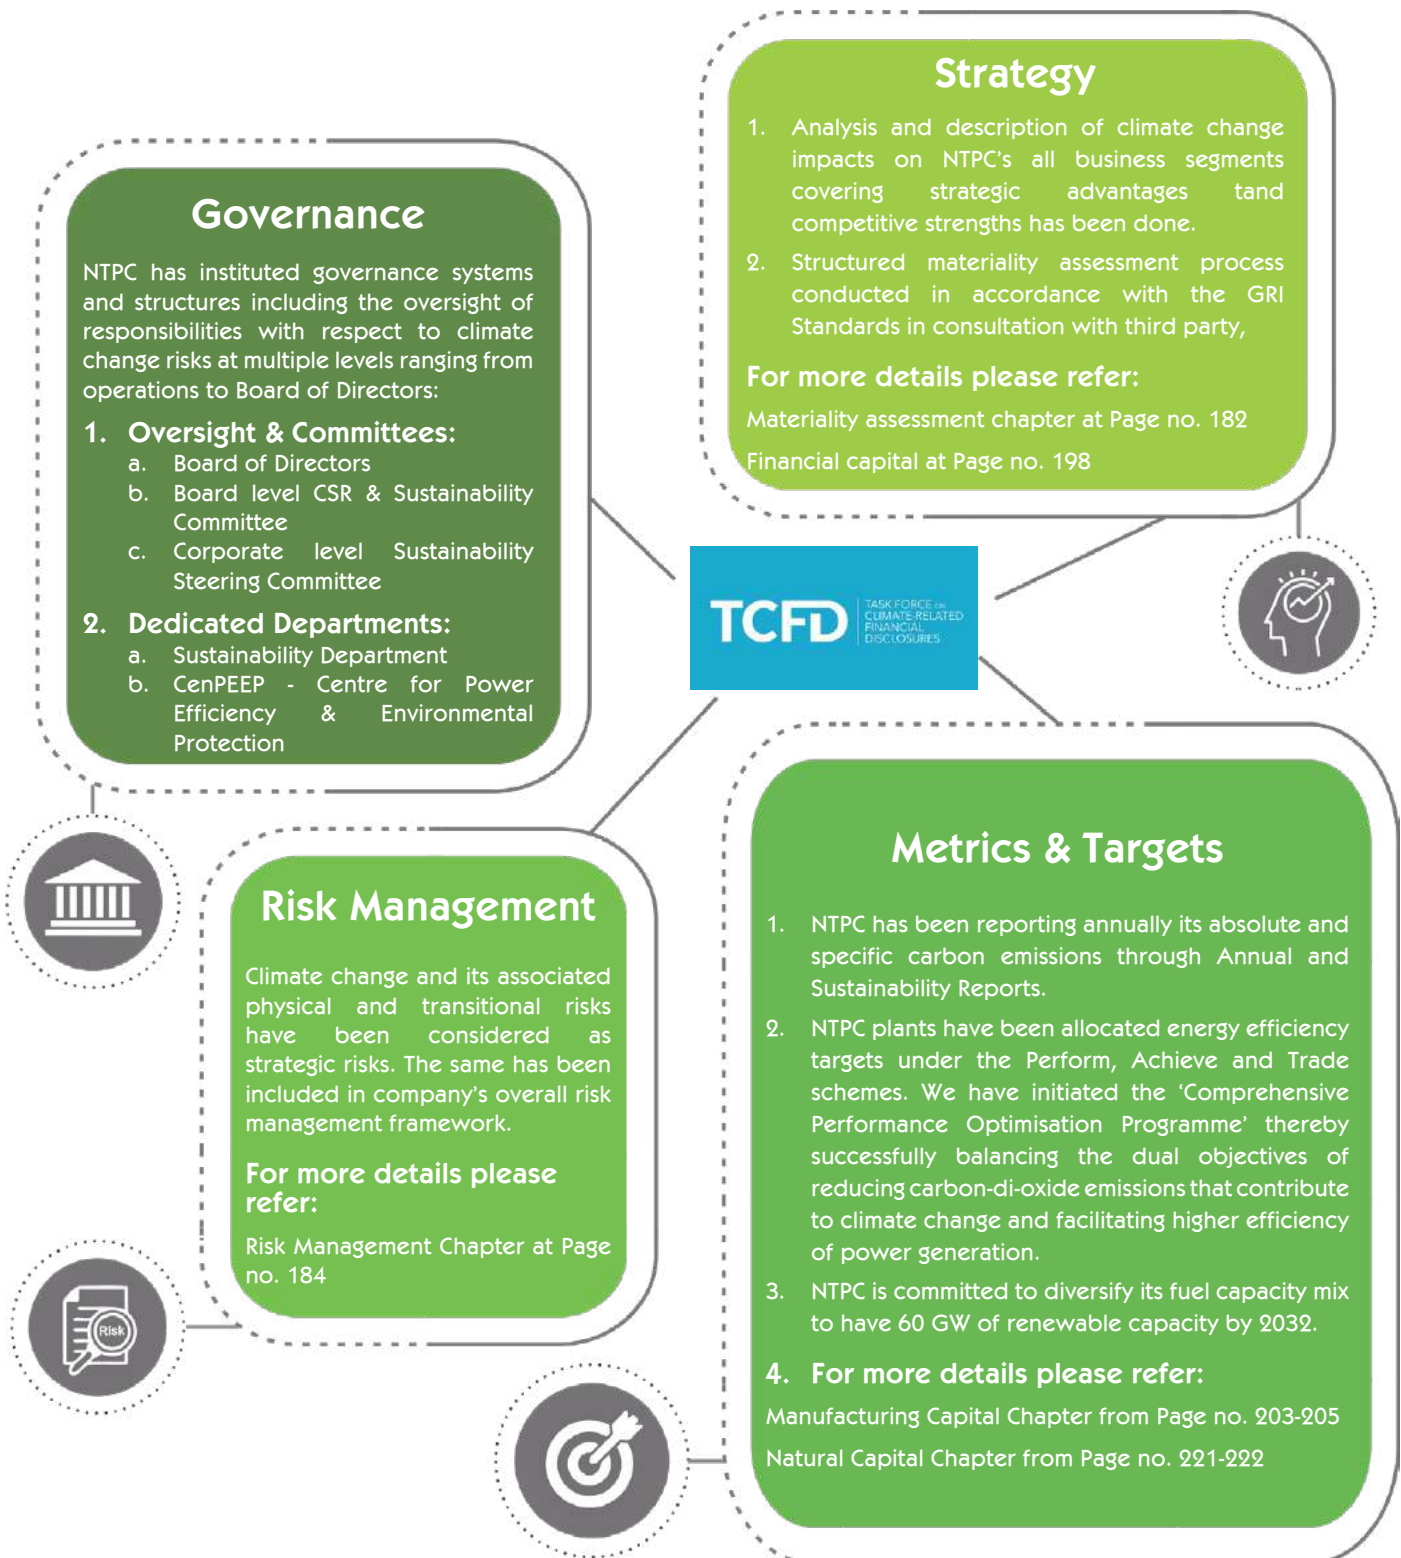 Governance
NTPC has instituted governance systems
and structures including the oversight of
responsibilities with respect to climate
change risks at multiple levels ranging from
operations to Board of Directors:
1. Oversight & Committees:
a. Board of Directors
b. Board level CSR & Sustainability
Committee
c. Corporate level Sustainability
Steering Committee
2. Dedicated Departments:
a. Sustainability Department
b. CenPEEP - Centre for Power
Efficiency & Environmental
Protection
Strategy
1. Analysis and description of climate change
impacts on NTPC's all business segments
covering strategic advantages tand
competitive strengths has been done.
2. Structured materiality assessment process
conducted in accordance with the GRI
Standards in consultation with third party,
For more details please refer:
Materiality assessment chapter at Page no. 182
Financial capital at Page no. 198
TCFD
TASK FORCE ON
CLIMATE-RELATED
FINANCIAL
DISCLOSURES
Risk Management
Climate change and its associated
physical and transitional risks
have been considered as
strategic risks. The same has been
included in company's overall risk
management framework.
For more details please
refer:
Risk Management Chapter at Page
no. 184
Risk
Metrics & Targets
1. NTPC has been reporting annually its absolute and
specific carbon emissions through Annual and
Sustainability Reports.
2. NTPC plants have been allocated energy efficiency
targets under the Perform, Achieve and Trade
schemes. We have initiated the ‘Comprehensive
Performance Optimisation Programme’ thereby
successfully balancing the dual objectives of
reducing carbon-di-oxide emissions that contribute
to climate change and facilitating higher efficiency
of power generation.
3. NTPC is committed to diversify its fuel capacity mix
to have 60 GW of renewable capacity by 2032.
4. For more details please refer:
Manufacturing Capital Chapter from Page no. 203-205
Natural Capital Chapter from Page no. 221-222